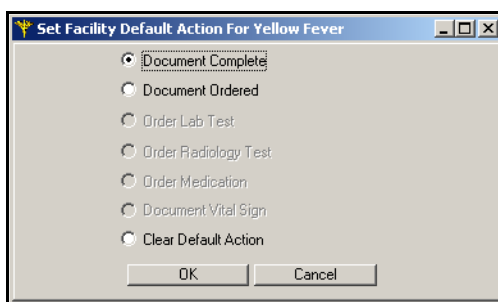 Set Facility Default Action For Yellow Fever
Document Complete
Document Ordered
Order Lab Test
Order Radiology Test
Order Medication
Document Vital Sign
Clear Default Action
OK Cancel